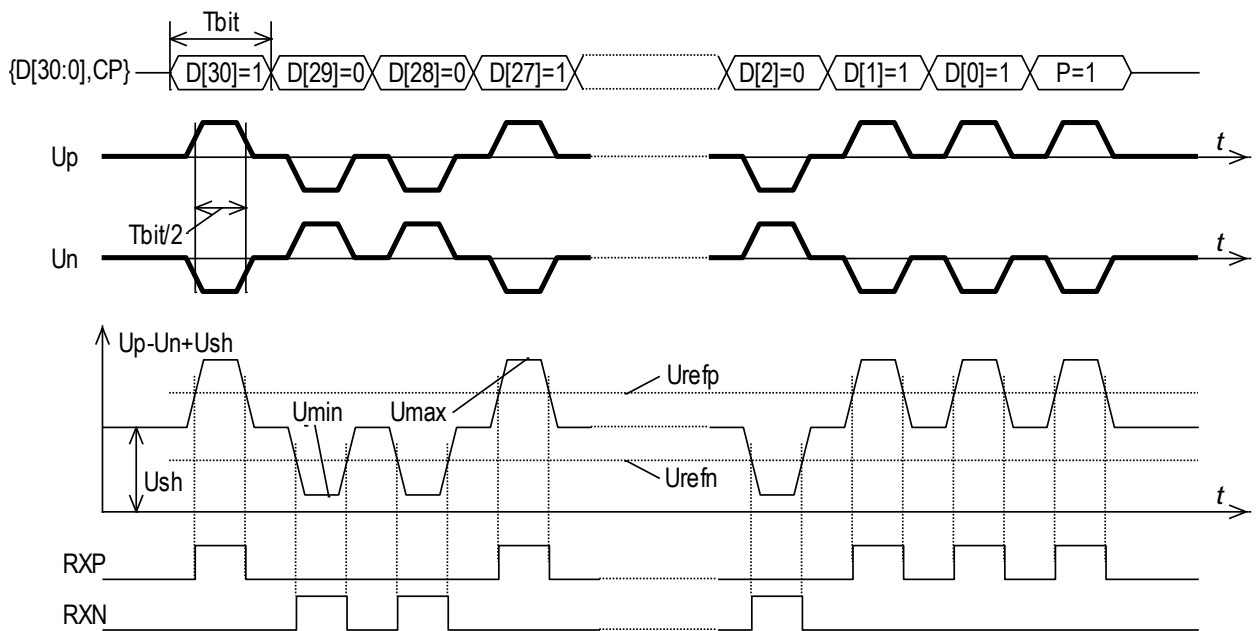 Tbit
{D[30:0],CP} D[30]=1 D[29]=0 D[28]=0 D[27]=1 D[2]=0 D[1]=1 D[0]=1 P=1
Up t
Tbit/2
Un t
Up-Un+Ush
Urefp
Umin Umax
Ush Urefn
t
RXP
RXN